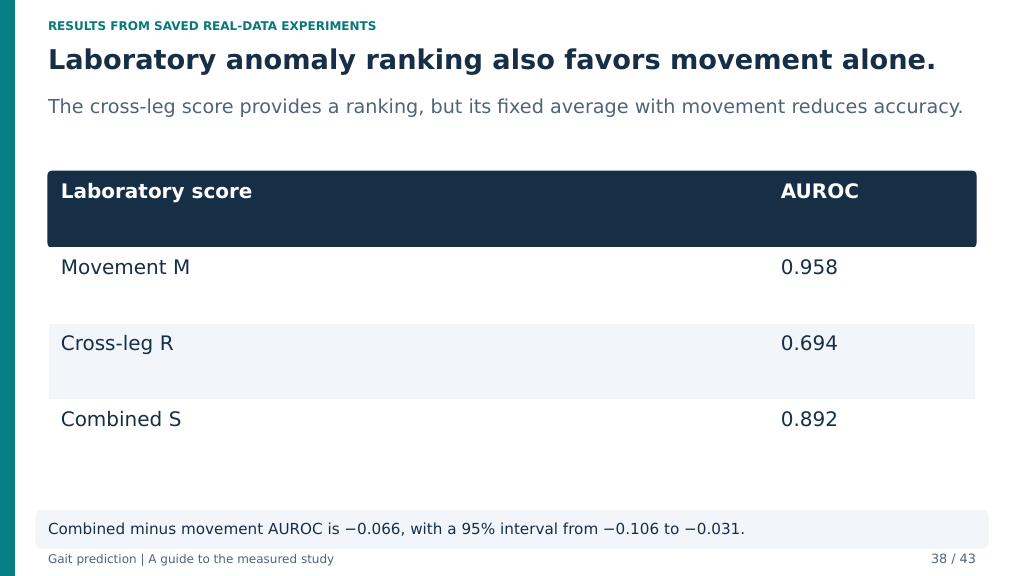 RESULTS FROM SAVED REAL-DATA EXPERIMENTS
Laboratory anomaly ranking also favors movement alone.
The cross-leg score provides a ranking, but its fixed average with movement reduces accuracy.
Laboratory score AUROC
Movement M 0.958
Cross-leg R 0.694
Combined S 0.892
Combined minus movement AUROC is −0.066, with a 95% interval from −0.106 to −0.031.
Gait prediction | A guide to the measured study 38 / 43